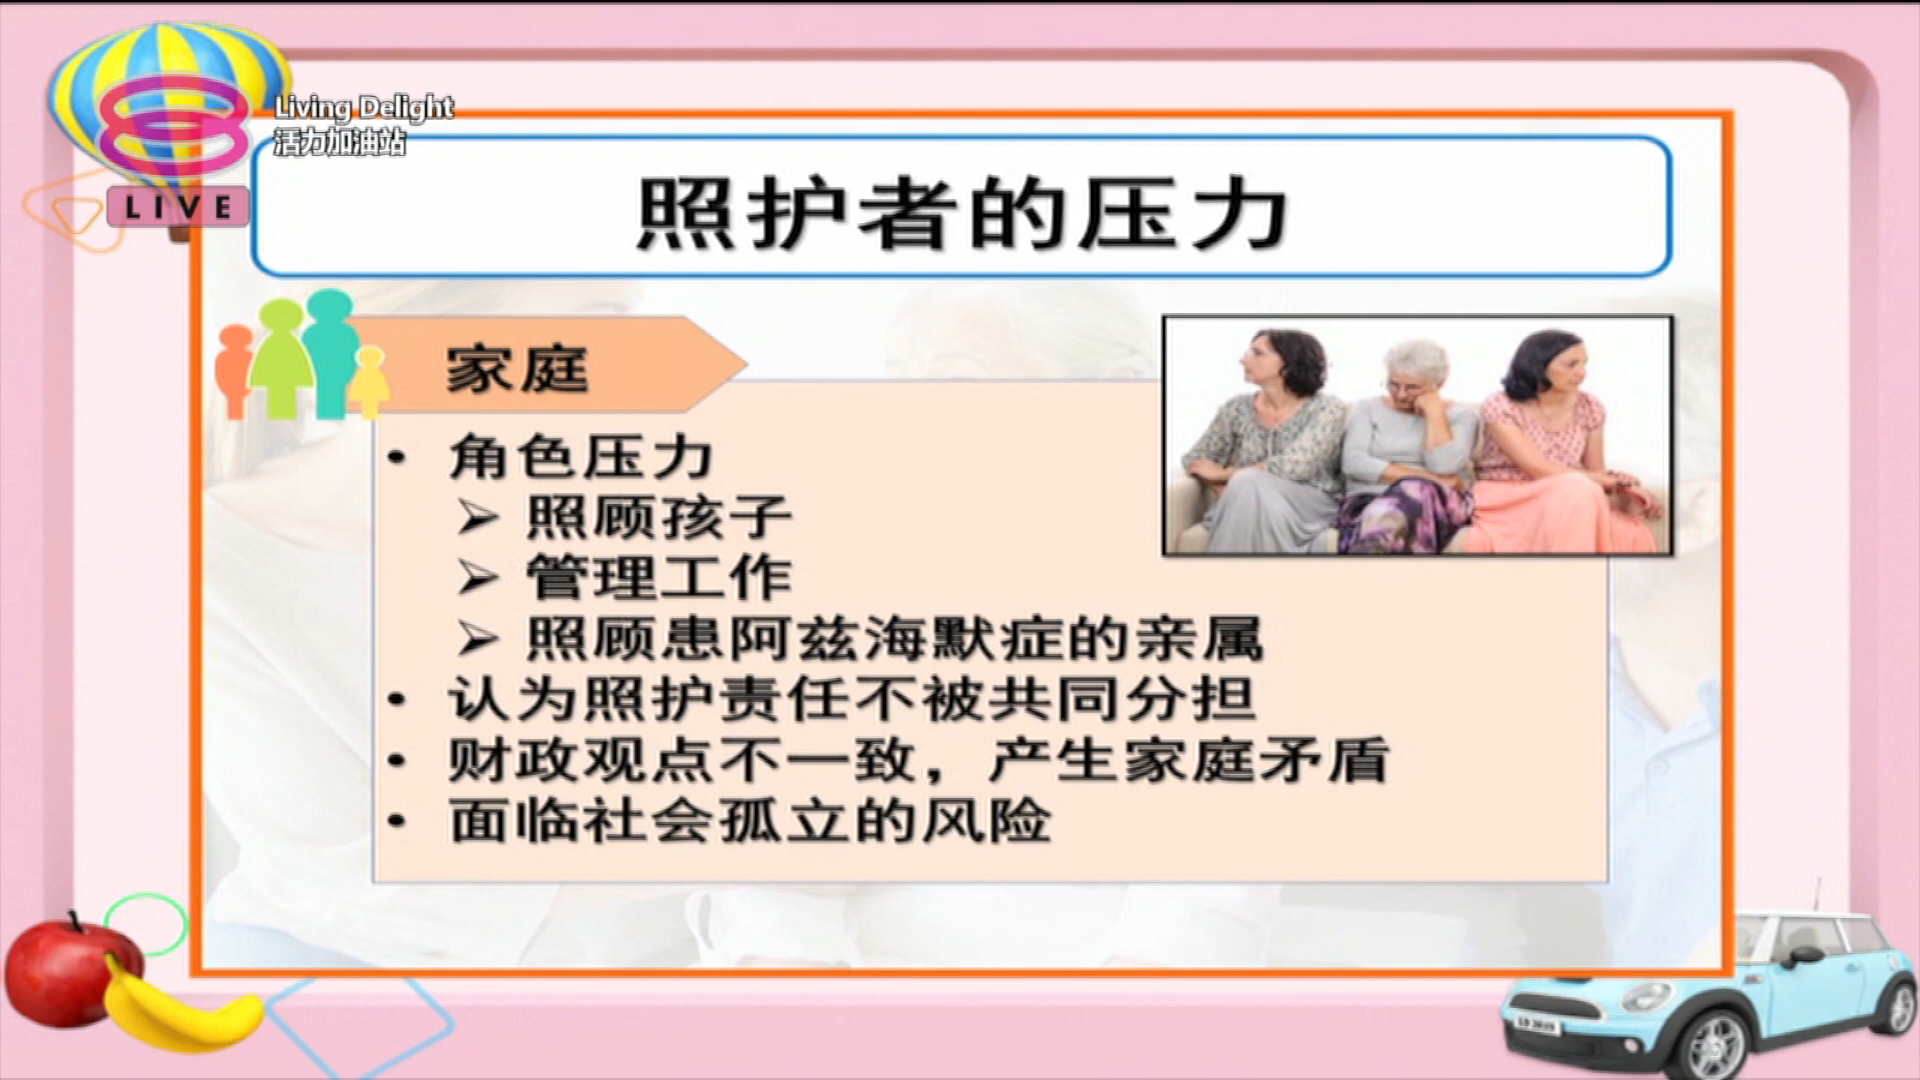 Living Delight
活力加油站
LIVE
照护者的压力
家庭
• 角色压力
➢ 照顾孩子
➢ 管理工作
➢ 照顾患阿兹海默症的亲属
• 认为照护责任不被共同分担
• 财政观点不一致，产生家庭矛盾
• 面临社会孤立的风险